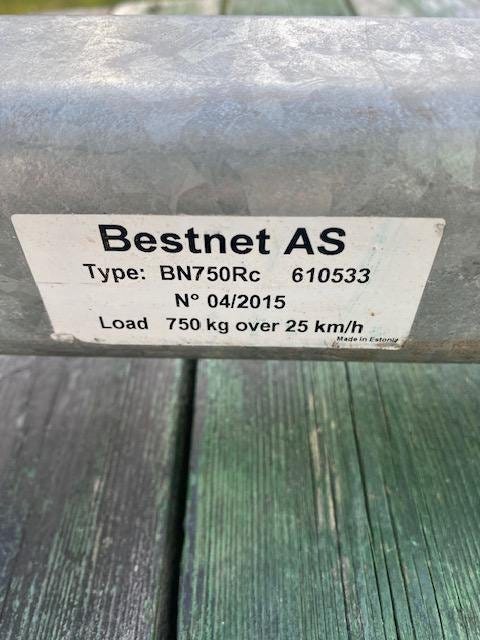 Bestnet AS
Type: BN750Rc 610533
N° 04/2015
Load 750 kg over 25 km/h
Made in Estonia